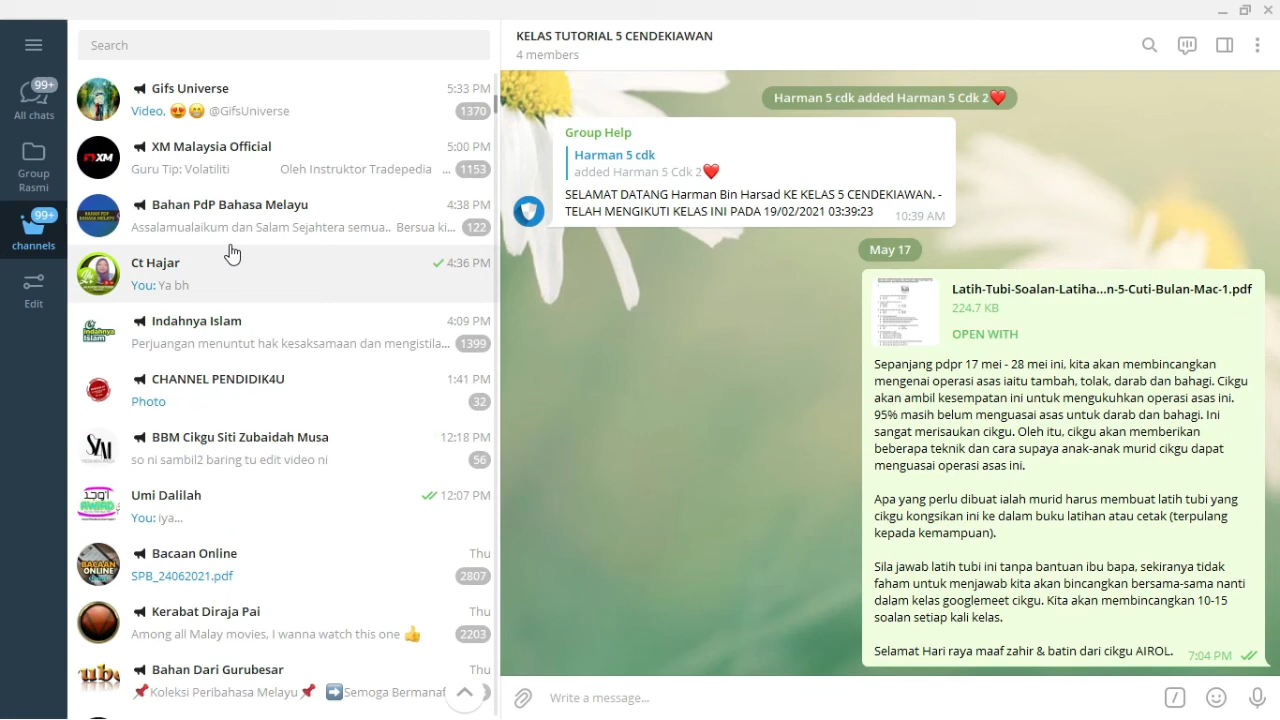 Search
99+
All chats
Group
Rasmi
99+
channels
Edit
Gifs Universe
5:33 PM
Video, 😍😁 @GifsUniverse
1370
XM
XM Malaysia Official
5:00 PM
Guru Tip: Volatiliti Oleh Instruktor Tradepedia ...
1153
Bahan PdP Bahasa Melayu
4:38 PM
Assalamualaikum dan Salam Sejahtera semua.. Bersua ki...
122
Ct Hajar
4:36 PM
You: Ya bh
Indahnya Islam
4:09 PM
Perjuangan menuntut hak kesaksamaan dan mengistila...
1399
CHANNEL PENDIDIK4U
1:41 PM
Photo
32
BBM Cikgu Siti Zubaidah Musa
12:18 PM
so ni sambil2 baring tu edit video ni
56
Umi Dalilah
12:07 PM
You: iya...
Bacaan Online
Thu
SPB_24062021.pdf
2807
Kerabat Diraja Pai
Thu
Among all Malay movies, I wanna watch this one 👍
2203
Bahan Dari Gurubesar
Thu
📌Koleksi Peribahasa Melayu📌 ➡️Semoga Bermanaf
KELAS TUTORIAL 5 CENDEKIAWAN
4 members
Harman 5 cdk added Harman 5 Cdk 2❤️
Group Help
Harman 5 cdk
added Harman 5 Cdk 2❤️
SELAMAT DATANG Harman Bin Harsad KE KELAS 5 CENDEKIAWAN. -
TELAH MENGIKUTI KELAS INI PADA 19/02/2021 03:39:23
10:39 AM
May 17
Latih-Tubi-Soalan-Latiha...n-5-Cuti-Bulan-Mac-1.pdf
224.7 KB
OPEN WITH
Sepanjang pdpr 17 mei - 28 mei ini, kita akan membincangkan
mengenai operasi asas iaitu tambah, tolak, darab dan bahagi. Cikgu
akan ambil kesempatan ini untuk mengukuhkan operasi asas ini.
95% masih belum menguasai asas untuk darab dan bahagi. Ini
sangat merisaukan cikgu. Oleh itu, cikgu akan memberikan
beberapa teknik dan cara supaya anak-anak murid cikgu dapat
menguasai operasi asas ini.
Apa yang perlu dibuat ialah murid harus membuat latih tubi yang
cikgu kongsikan ini ke dalam buku latihan atau cetak (terpulang
kepada kemampuan).
Sila jawab latih tubi ini tanpa bantuan ibu bapa, sekiranya tidak
faham untuk menjawab kita akan bincangkan bersama-sama nanti
dalam kelas googlemeet cikgu. Kita akan membincangkan 10-15
soalan setiap kali kelas.
Selamat Hari raya maaf zahir & batin dari cikgu AIROL.
7:04 PM
Write a message...